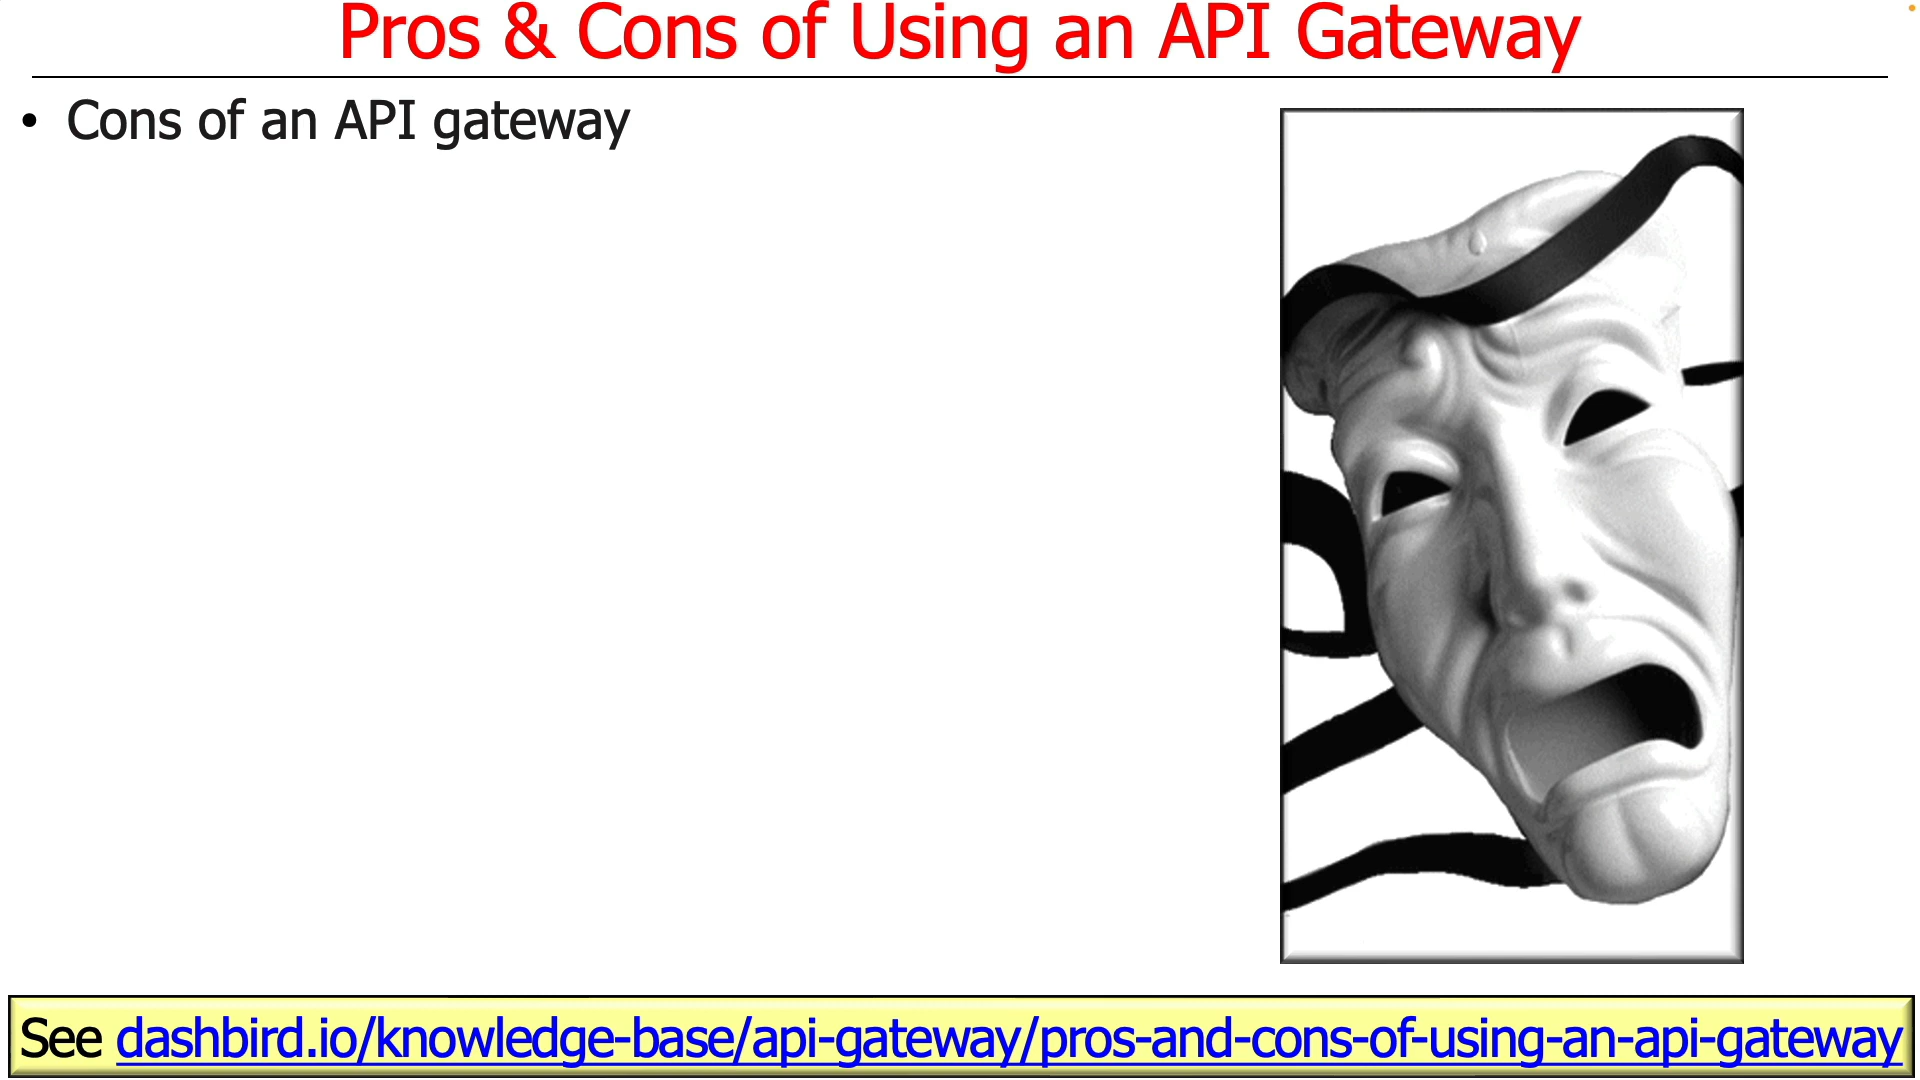 Pros & Cons of Using an API Gateway
• Cons of an API gateway
See dashbird.io/knowledge-base/api-gateway/pros-and-cons-of-using-an-api-gateway